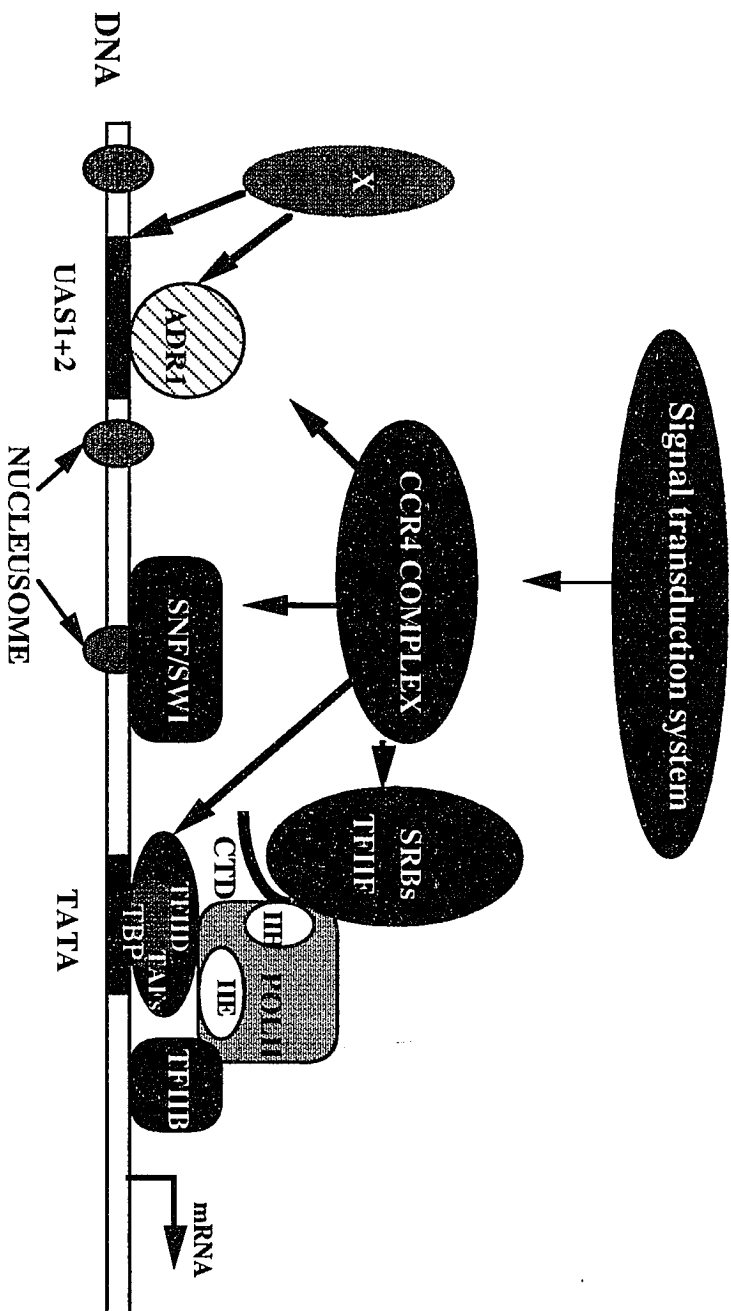 Signal transduction system
CCR4 COMPLEX
SRBs
TFIIF
X
ADR1
SNF/SWI
CTD
POLII
IIE
TFIID
TAFs
TBP
TFIIB
mRNA
DNA
UAS1+2
TATA
NUCLEUSOME